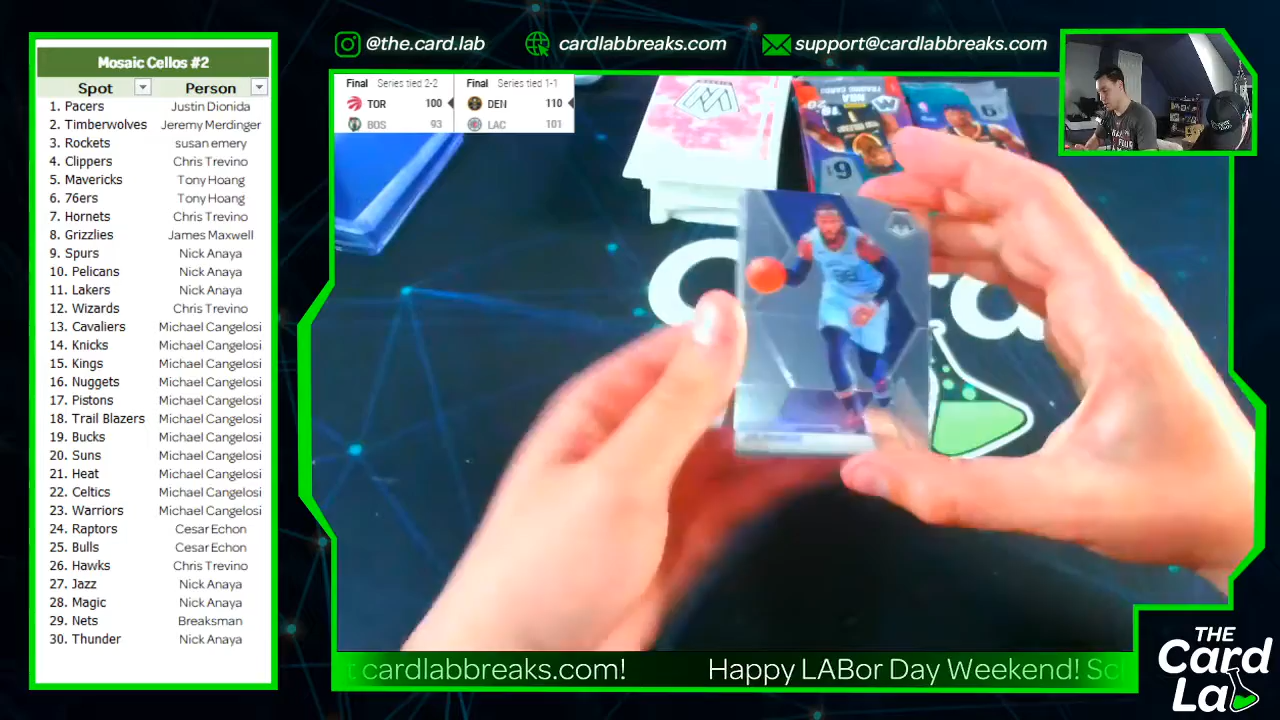 @the.card.lab
cardlabbreaks.com
support@cardlabbreaks.com
Mosaic Cellos #2
Spot Person
1. Pacers Justin Dionida
2. Timberwolves Jeremy Merdinger
3. Rockets susan emery
4. Clippers Chris Trevino
5. Mavericks Tony Hoang
6. 76ers Tony Hoang
7. Hornets Chris Trevino
8. Grizzlies James Maxwell
9. Spurs Nick Anaya
10. Pelicans Nick Anaya
11. Lakers Nick Anaya
12. Wizards Chris Trevino
13. Cavaliers Michael Cangelosi
14. Knicks Michael Cangelosi
15. Kings Michael Cangelosi
16. Nuggets Michael Cangelosi
17. Pistons Michael Cangelosi
18. Trail Blazers Michael Cangelosi
19. Bucks Michael Cangelosi
20. Suns Michael Cangelosi
21. Heat Michael Cangelosi
22. Celtics Michael Cangelosi
23. Warriors Michael Cangelosi
24. Raptors Cesar Echon
25. Bulls Cesar Echon
26. Hawks Chris Trevino
27. Jazz Nick Anaya
28. Magic Nick Anaya
29. Nets Breaksman
30. Thunder Nick Anaya
Final Series tied 2-2
TOR 100
BOS 93
Final Series tied 1-1
DEN 110
LAC 101
cardlabbreaks.com! Happy LABor Day Weekend!
THE
Card
Lab